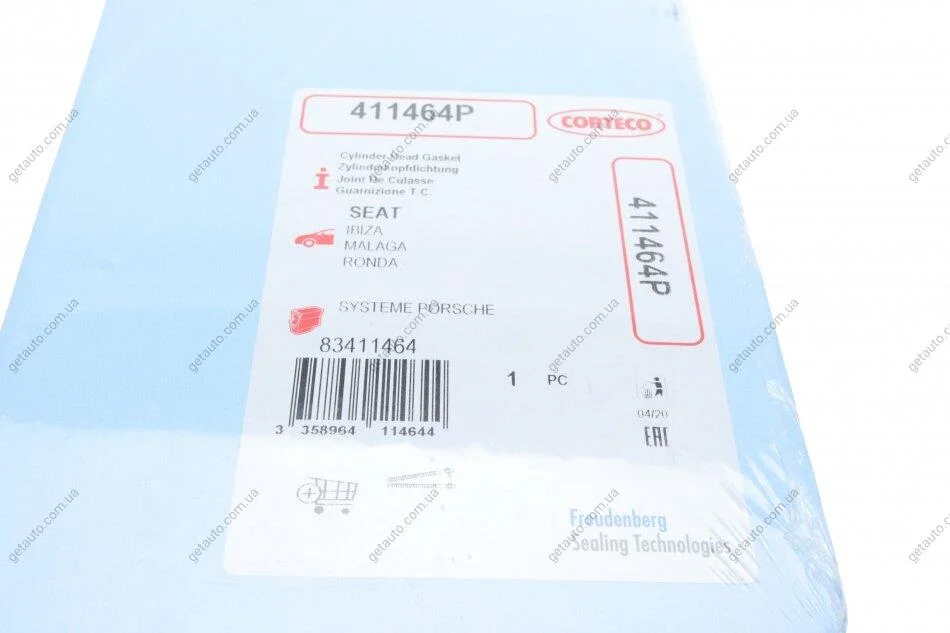 411464P
CORTECO
Cylinder Head Gasket
Zylinderkopfdichtung
Joint De Culasse
Guarnizione T.C.
SEAT
IBIZA
MALAGA
RONDA -
411464P
SYSTEME PORSCHE
83411464
3 358964 114644
1 PC
04/20
EAC
Freudenberg
Sealing Technologies
getauto.com.ua